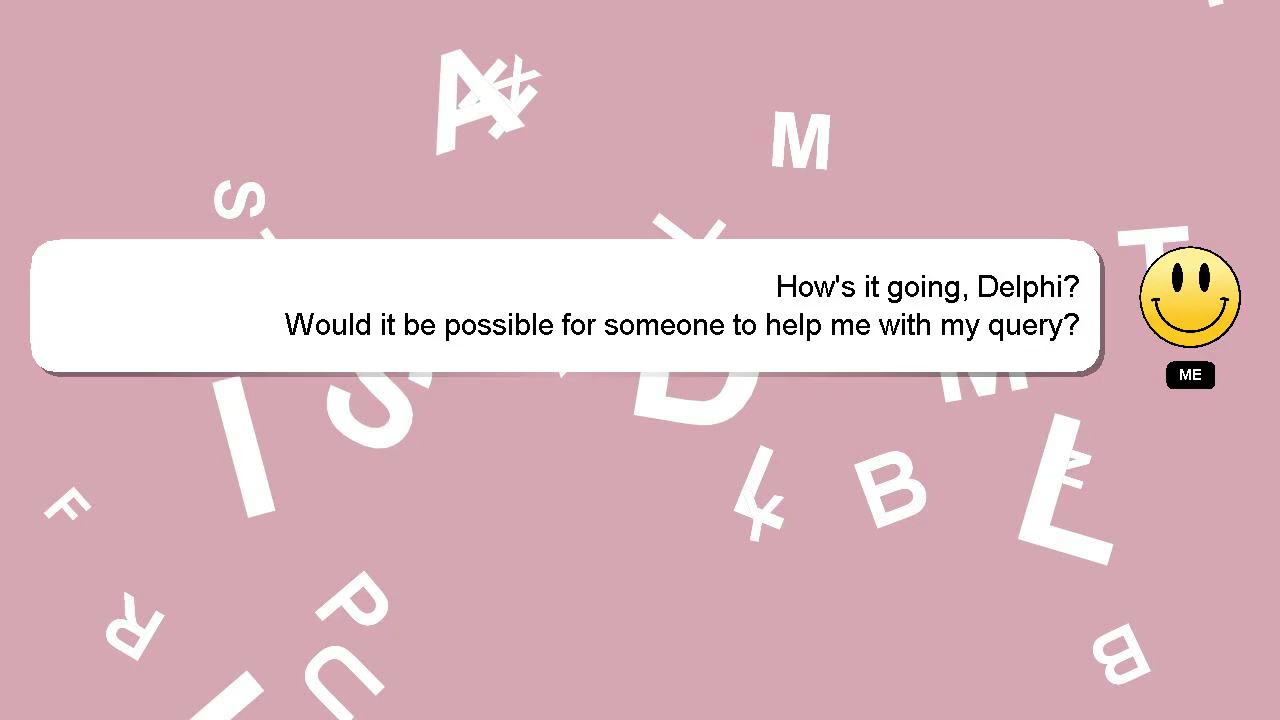 How's it going, Delphi?
Would it be possible for someone to help me with my query?
ME
A
M
S
T
I
S
D
M
L
B
F
R
P
U
B